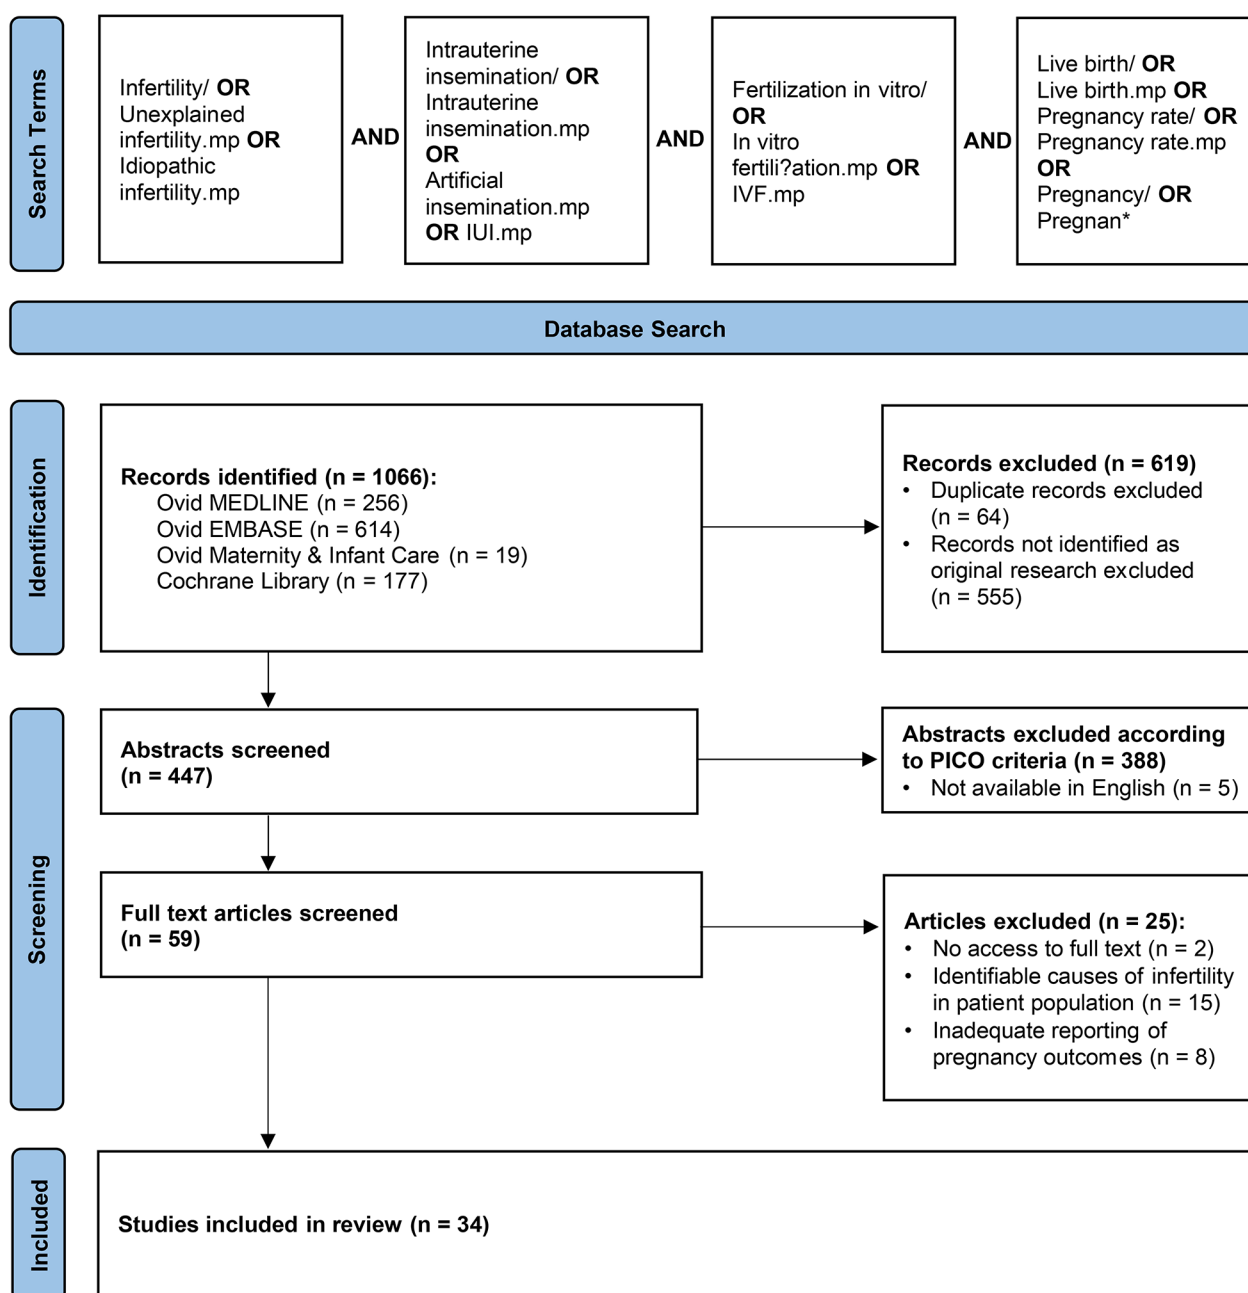 Search Terms
Infertility/ OR
Unexplained
infertility.mp OR
Idiopathic
infertility.mp
AND
Intrauterine
insemination/ OR
Intrauterine
insemination.mp
OR
Artificial
insemination.mp
OR IUI.mp
AND
Fertilization in vitro/
OR
In vitro
fertili?ation.mp OR
IVF.mp
AND
Live birth/ OR
Live birth.mp OR
Pregnancy rate/ OR
Pregnancy rate.mp
OR
Pregnancy/ OR
Pregnan*
Database Search
Identification
Records identified (n = 1066):
Ovid MEDLINE (n = 256)
Ovid EMBASE (n = 614)
Ovid Maternity & Infant Care (n = 19)
Cochrane Library (n = 177)
Records excluded (n = 619)
• Duplicate records excluded
(n = 64)
• Records not identified as
original research excluded
(n = 555)
Screening
Abstracts screened
(n = 447)
Abstracts excluded according
to PICO criteria (n = 388)
• Not available in English (n = 5)
Full text articles screened
(n = 59)
Articles excluded (n = 25):
• No access to full text (n = 2)
• Identifiable causes of infertility
in patient population (n = 15)
• Inadequate reporting of
pregnancy outcomes (n = 8)
Included
Studies included in review (n = 34)